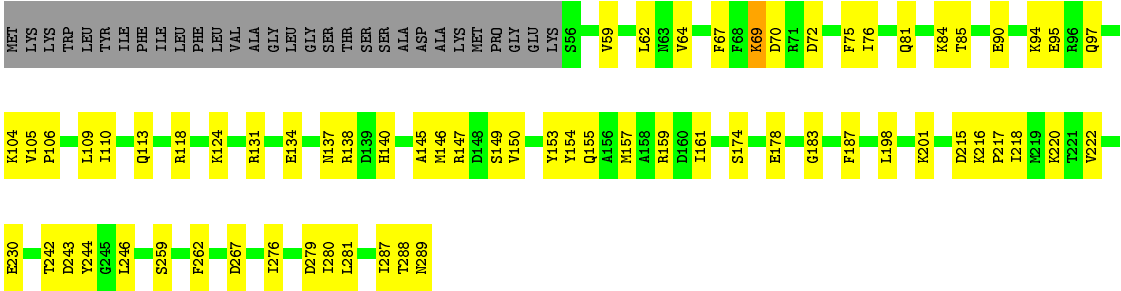 MET LYS LYS TRP LEU TYR ILE PHE ILE LEU PHE LEU VAL ALA GLY LEU GLY SER THR SER SER ALA ASP ALA LYS MET PRO GLY GLU LYS S56 V59 L62 N63 V64 F67 F68 K69 D70 R71 D72 F75 I76 Q81 K84 T85 E90 K94 E95 R96 Q97
K104 V105 P106 L109 I110 Q113 R118 K124 R131 E134 N137 R138 D139 H140 A145 M146 R147 D148 S149 V150 Y153 Y154 Q155 A156 M157 A158 R159 D160 I161 S174 E178 G183 F187 L198 K201 D215 K216 P217 I218 M219 K220 T221 V222
E230 T242 D243 Y244 G245 L246 S259 F262 D267 I276 D279 I280 L281 I287 T288 N289